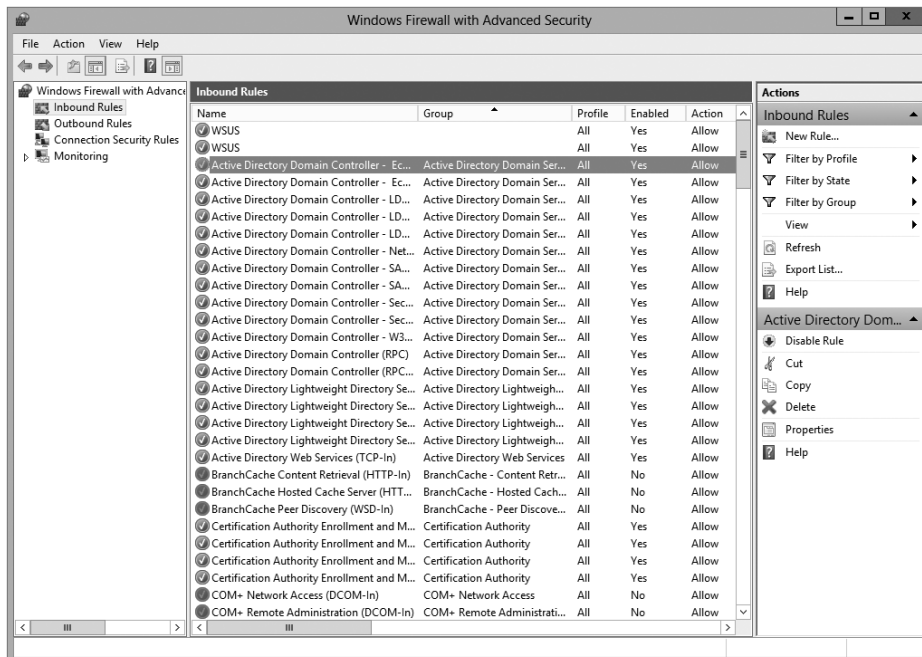 Windows Firewall with Advanced Security
File Action View Help
Windows Firewall with Advance
Inbound Rules
Outbound Rules
Connection Security Rules
Monitoring
Inbound Rules
Name Group Profile Enabled Action
WSUS All Yes Allow
WSUS All Yes Allow
Active Directory Domain Controller - Ec... Active Directory Domain Ser... All Yes Allow
Active Directory Domain Controller - Ec... Active Directory Domain Ser... All Yes Allow
Active Directory Domain Controller - LD... Active Directory Domain Ser... All Yes Allow
Active Directory Domain Controller - LD... Active Directory Domain Ser... All Yes Allow
Active Directory Domain Controller - LD... Active Directory Domain Ser... All Yes Allow
Active Directory Domain Controller - Net... Active Directory Domain Ser... All Yes Allow
Active Directory Domain Controller - SA... Active Directory Domain Ser... All Yes Allow
Active Directory Domain Controller - SA... Active Directory Domain Ser... All Yes Allow
Active Directory Domain Controller - Sec... Active Directory Domain Ser... All Yes Allow
Active Directory Domain Controller - Sec... Active Directory Domain Ser... All Yes Allow
Active Directory Domain Controller - W3... Active Directory Domain Ser... All Yes Allow
Active Directory Domain Controller (RPC) Active Directory Domain Ser... All Yes Allow
Active Directory Domain Controller (RPC... Active Directory Domain Ser... All Yes Allow
Active Directory Lightweight Directory Se... Active Directory Lightweigh... All Yes Allow
Active Directory Lightweight Directory Se... Active Directory Lightweigh... All Yes Allow
Active Directory Lightweight Directory Se... Active Directory Lightweigh... All Yes Allow
Active Directory Lightweight Directory Se... Active Directory Lightweigh... All Yes Allow
Active Directory Web Services (TCP-In) Active Directory Web Services All Yes Allow
BranchCache Content Retrieval (HTTP-In) BranchCache - Content Retr... All No Allow
BranchCache Hosted Cache Server (HTT... BranchCache - Hosted Cach... All No Allow
BranchCache Peer Discovery (WSD-In) BranchCache - Peer Discove... All No Allow
Certification Authority Enrollment and M... Certification Authority All Yes Allow
Certification Authority Enrollment and M... Certification Authority All Yes Allow
Certification Authority Enrollment and M... Certification Authority All Yes Allow
Certification Authority Enrollment and M... Certification Authority All Yes Allow
COM+ Network Access (DCOM-In) COM+ Network Access All No Allow
COM+ Remote Administration (DCOM-In) COM+ Remote Administrati... All No Allow
Actions
Inbound Rules
New Rule...
Filter by Profile
Filter by State
Filter by Group
View
Refresh
Export List...
Help
Active Directory Dom...
Disable Rule
Cut
Copy
Delete
Properties
Help